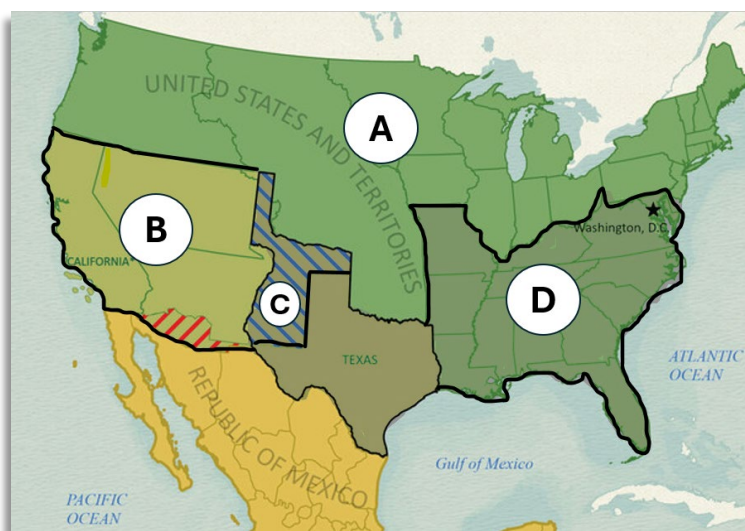 UNITED STATES AND TERRITORIES
A
B
Washington, D.C.
CALIFORNIA*
C
D
TEXAS
ATLANTIC
OCEAN
REPUBLIC OF MEXICO
Gulf of Mexico
PACIFIC
OCEAN